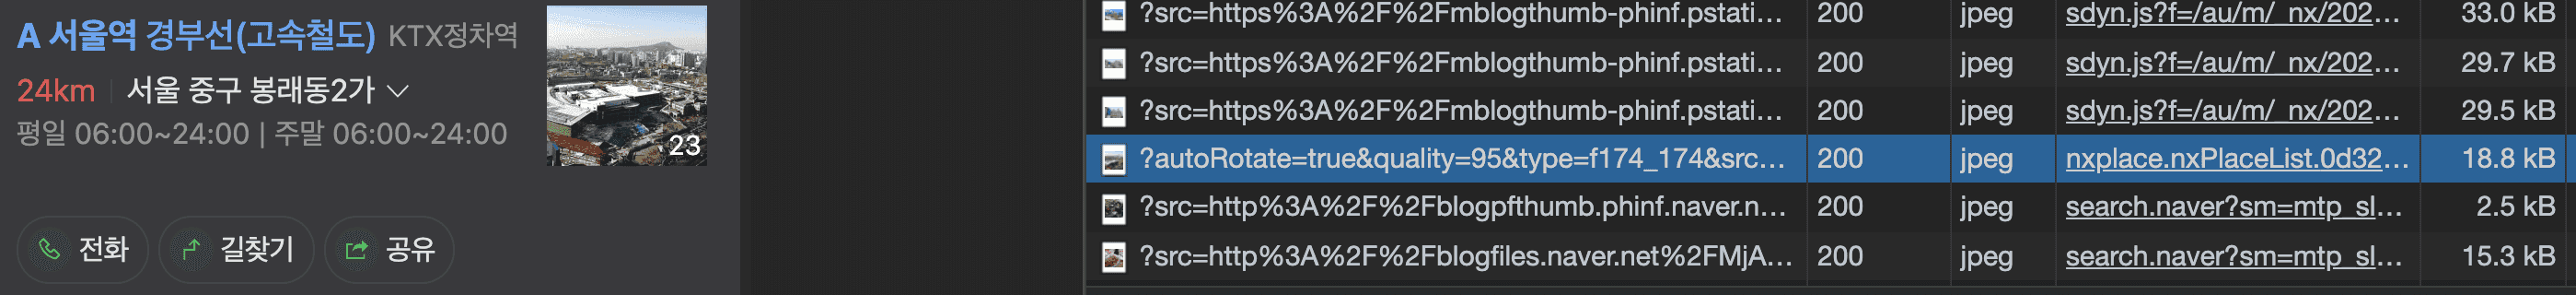 A 서울역 경부선(고속철도) KTX정차역
24km 서울 중구 봉래동2가
평일 06:00~24:00 | 주말 06:00~24:00
23
전화 길찾기 공유
?src=https%3A%2F%2Fmblogthumb-phinf.pstati... 200 jpeg sdyn.js?f=/au/m/_nx/202... 33.0 kB
?src=https%3A%2F%2Fmblogthumb-phinf.pstati... 200 jpeg sdyn.js?f=/au/m/_nx/202... 29.7 kB
?src=https%3A%2F%2Fmblogthumb-phinf.pstati... 200 jpeg sdyn.js?f=/au/m/_nx/202... 29.5 kB
?autoRotate=true&quality=95&type=f174_174&src... 200 jpeg nxplace.nxPlaceList.0d32... 18.8 kB
?src=http%3A%2F%2Fblogpfthumb.phinf.naver.n... 200 jpeg search.naver?sm=mtp_sl... 2.5 kB
?src=http%3A%2F%2Fblogfiles.naver.net%2FMjA... 200 jpeg search.naver?sm=mtp_sl... 15.3 kB